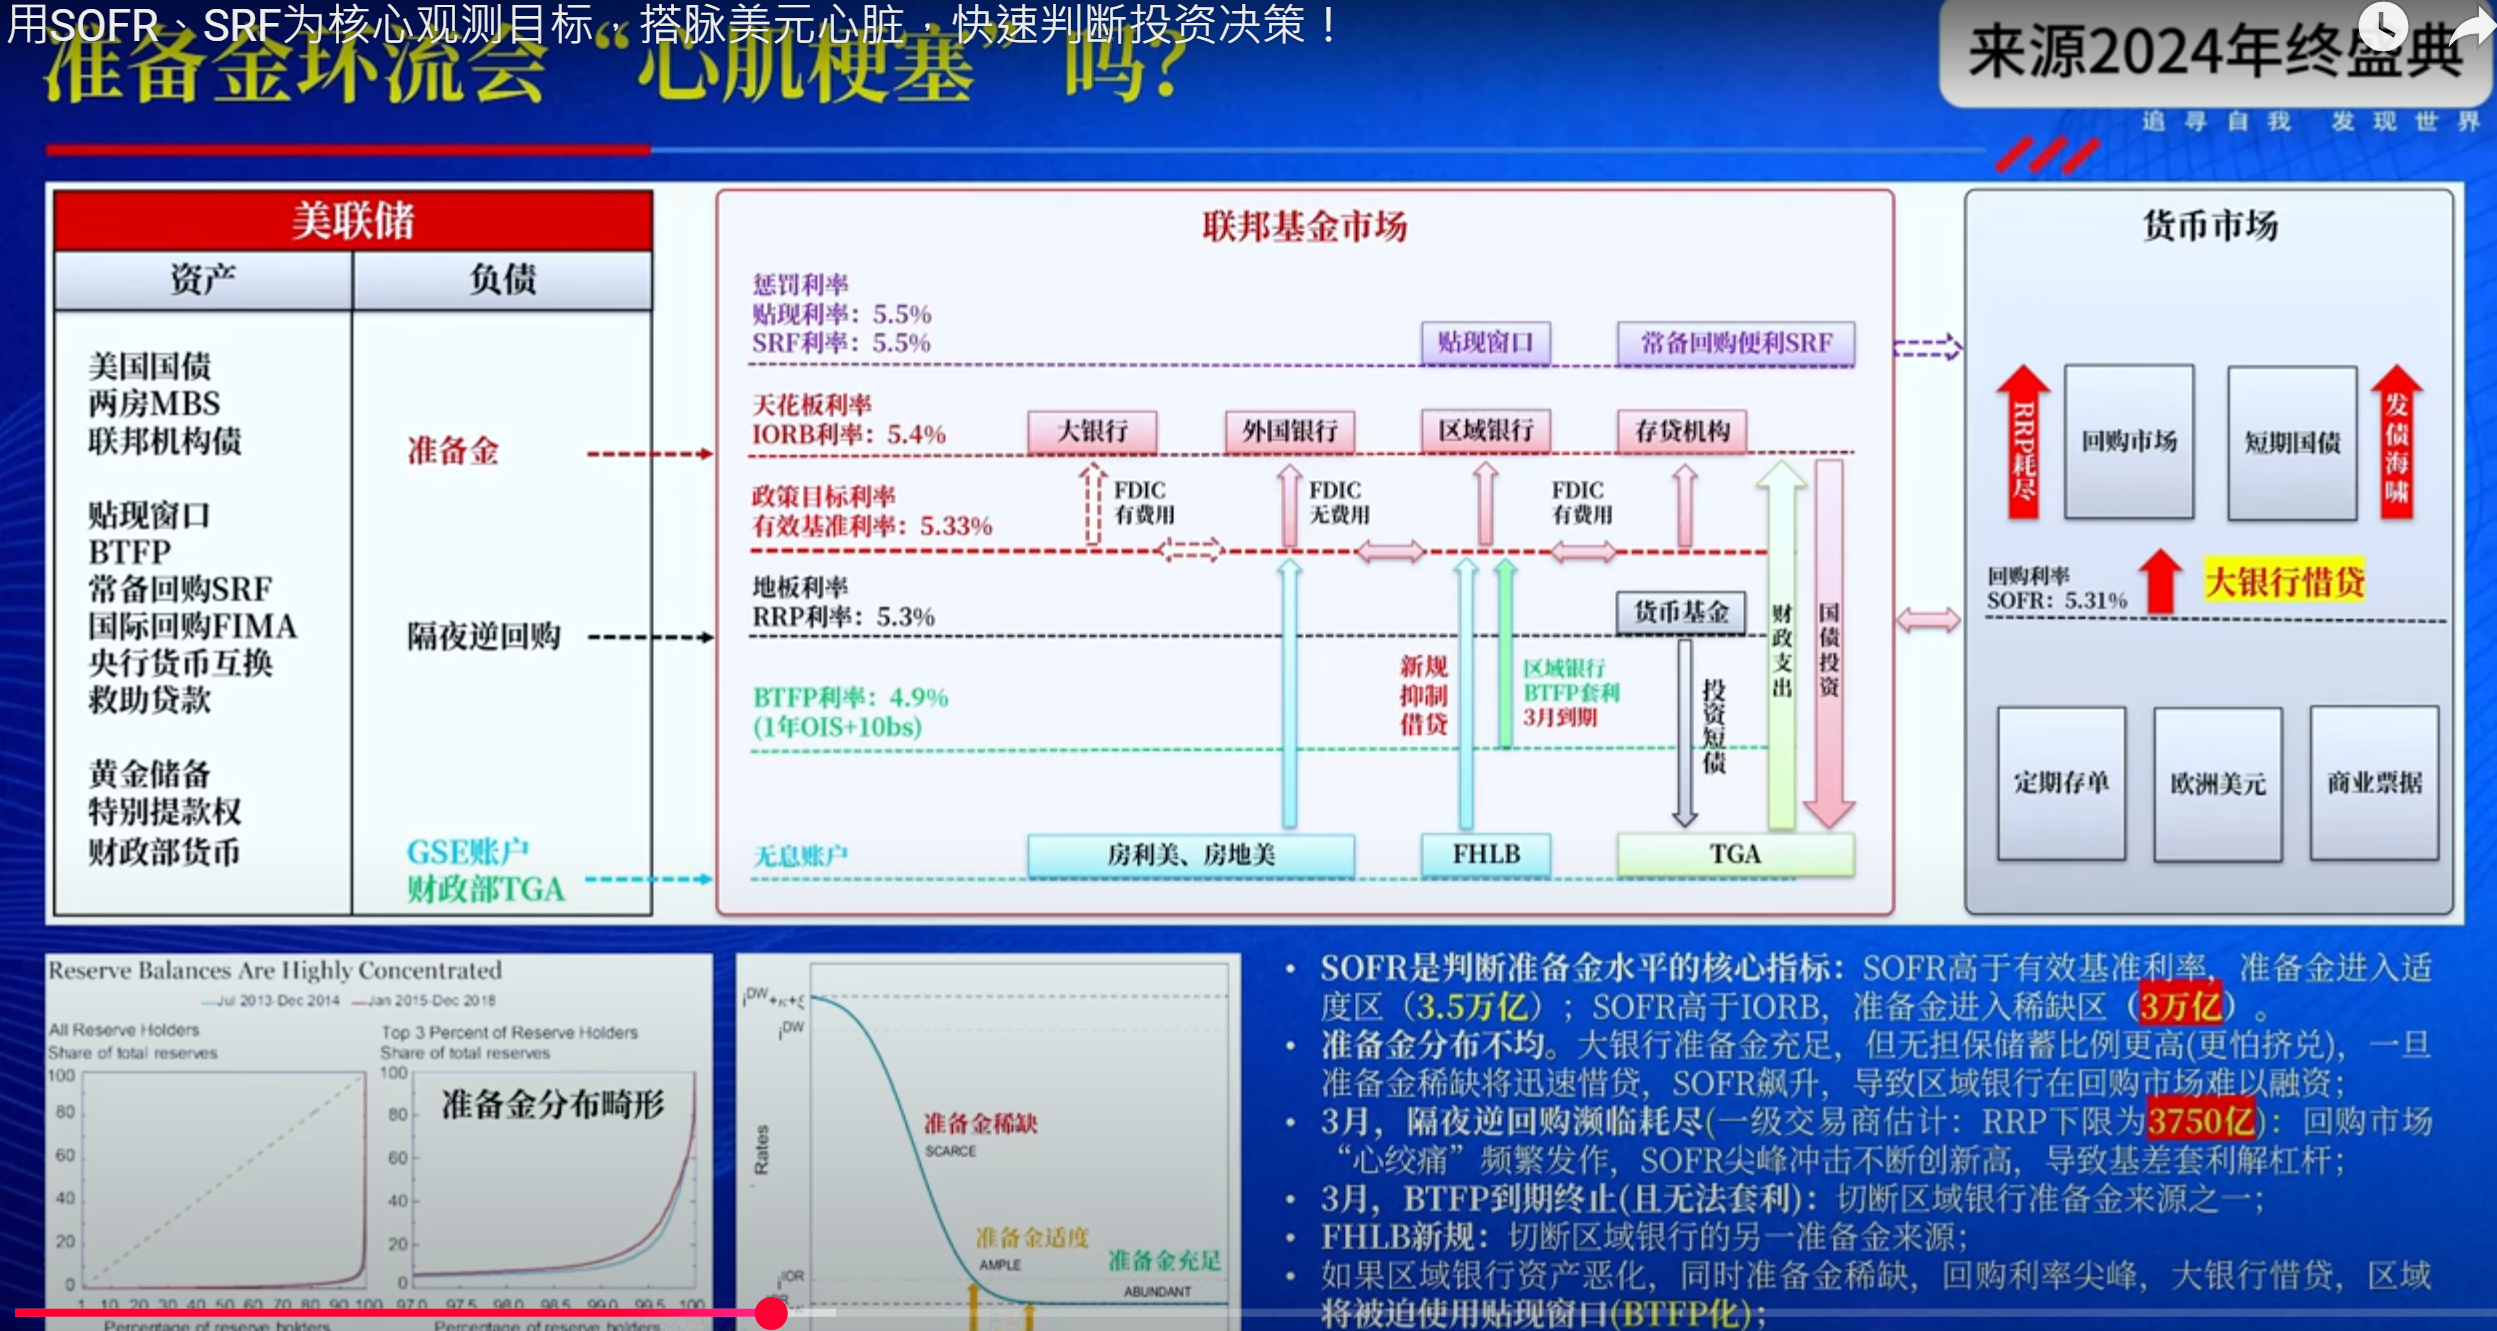 用SOFR、SRF为核心观测目标，搭脉美元心脏，快速判断投资决策！
准备金环流会“心肌梗塞”吗?
来源2024年终盛典
追寻自我 发现世界
美联储
资产
负债
美国国债
两房MBS
联邦机构债
贴现窗口
BTFP
常备回购SRF
国际回购FIMA
央行货币互换
救助贷款
黄金储备
特别提款权
财政部货币
准备金
隔夜逆回购
GSE账户
财政部TGA
联邦基金市场
惩罚利率
贴现利率：5.5%
SRF利率：5.5%
贴现窗口
常备回购便利SRF
天花板利率
IORB利率：5.4%
大银行
外国银行
区域银行
存贷机构
政策目标利率
有效基准利率：5.33%
FDIC
有费用
FDIC
无费用
FDIC
有费用
地板利率
RRP利率：5.3%
货币基金
财政支出
国债投资
BTFP利率：4.9%
(1年OIS+10bs)
新规
抑制
借贷
区域银行
BTFP套利
3月到期
投资短债
无息账户
房利美、房地美
FHLB
TGA
货币市场
RRP耗尽
回购市场
短期国债
发债海啸
回购利率
SOFR：5.31%
大银行惜贷
定期存单
欧洲美元
商业票据
Reserve Balances Are Highly Concentrated
Jul 2013-Dec 2014
Jan 2015-Dec 2018
All Reserve Holders
Share of total reserves
Top 3 Percent of Reserve Holders
Share of total reserves
准备金分布畸形
100
80
60
40
20
0
1 10 20 30 40 50 60 70 80 90 100
Percentage of reserve holders
100
80
60
40
20
0
97.0 97.5 98.0 98.5 99.0 99.5 100
Percentage of reserve holders
iDW+κ+ξ
iDW
Rates
准备金稀缺
SCARCE
准备金适度
AMPLE
准备金充足
ABUNDANT
iIOR
• SOFR是判断准备金水平的核心指标：SOFR高于有效基准利率，准备金进入适
度区（3.5万亿）；SOFR高于IORB，准备金进入稀缺区（3万亿）。
• 准备金分布不均。大银行准备金充足，但无担保储蓄比例更高(更怕挤兑)，一旦
准备金稀缺将迅速惜贷，SOFR飙升，导致区域银行在回购市场难以融资；
• 3月，隔夜逆回购濒临耗尽(一级交易商估计：RRP下限为3750亿)：回购市场
“心绞痛”频繁发作，SOFR尖峰冲击不断创新高，导致基差套利解杠杆；
• 3月，BTFP到期终止(且无法套利)：切断区域银行准备金来源之一；
• FHLB新规：切断区域银行的另一准备金来源；
• 如果区域银行资产恶化，同时准备金稀缺，回购利率尖峰，大银行惜贷，区域
将被迫使用贴现窗口(BTFP化)；